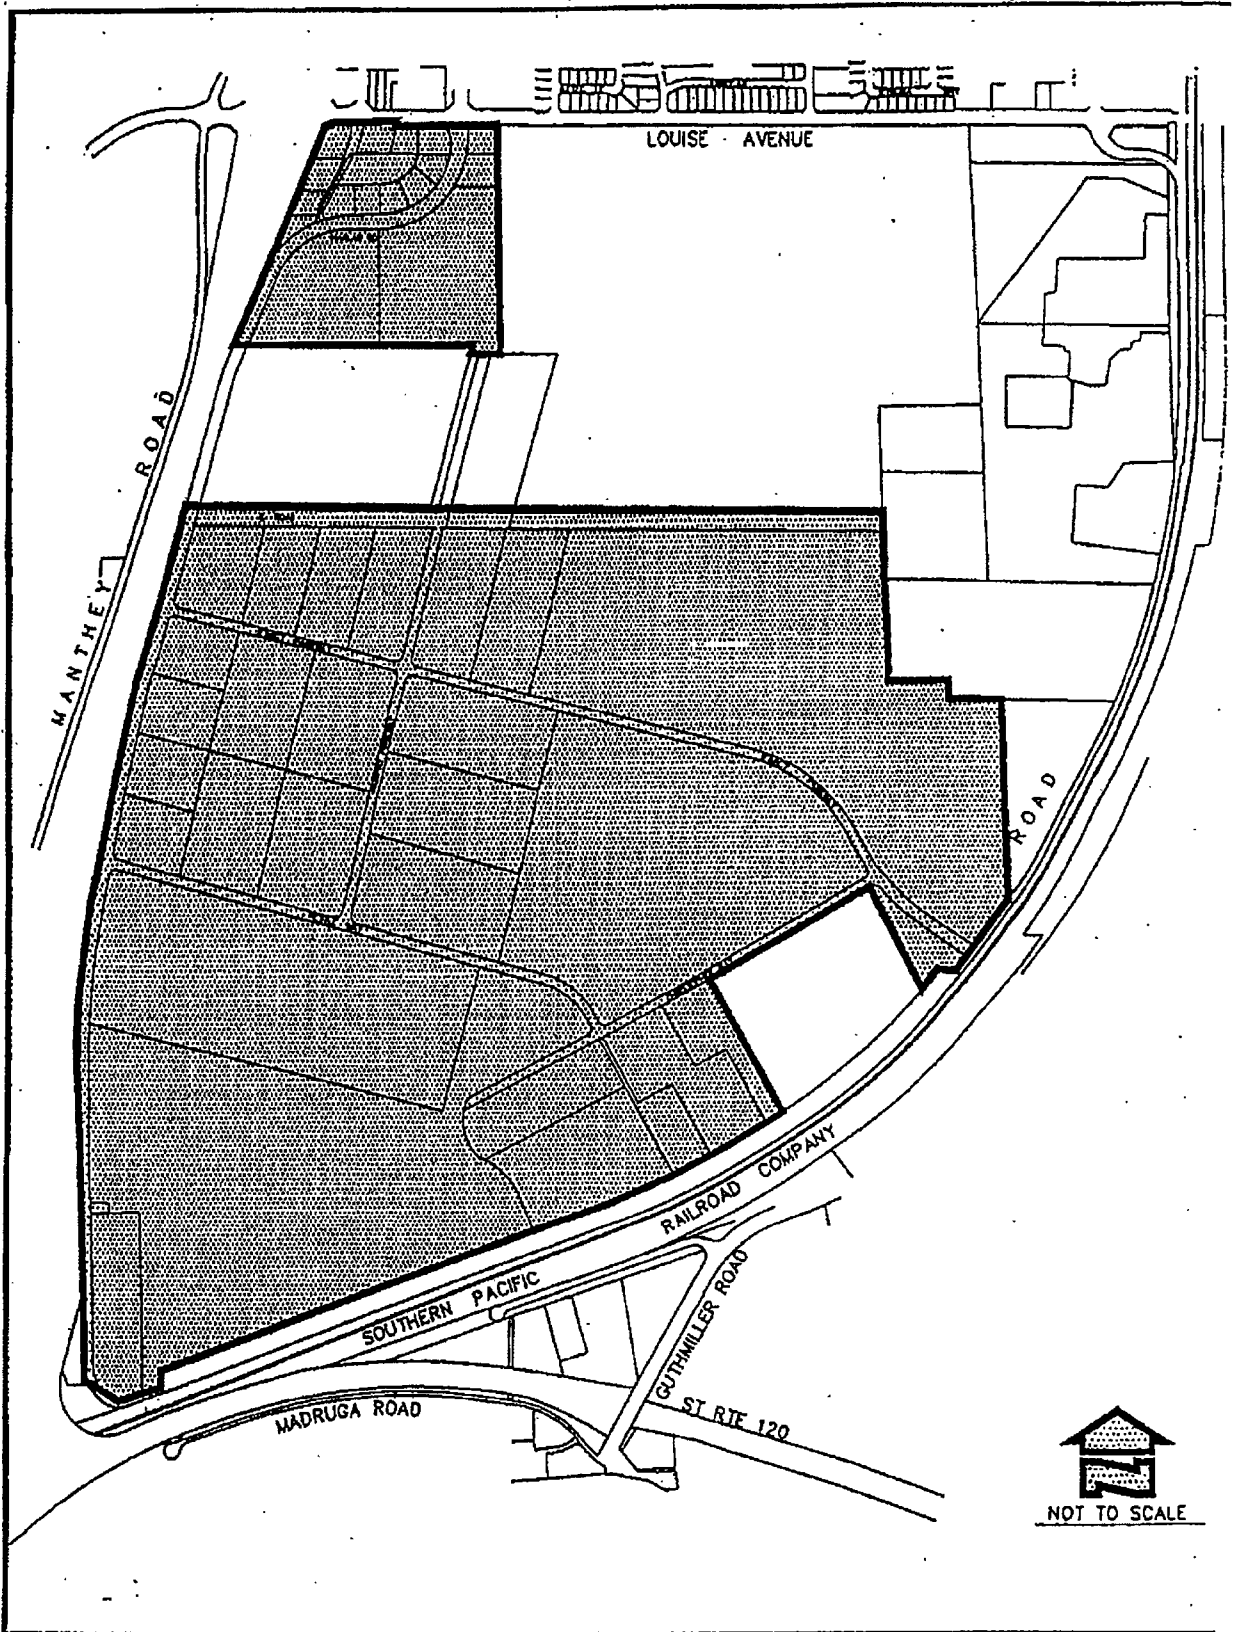 LOUISE - AVENUE
MANTHEY ROAD
ROAD
SOUTHERN PACIFIC RAILROAD COMPANY
GUTHMILLER ROAD
MADRUGA ROAD
ST RTE 120
N
NOT TO SCALE